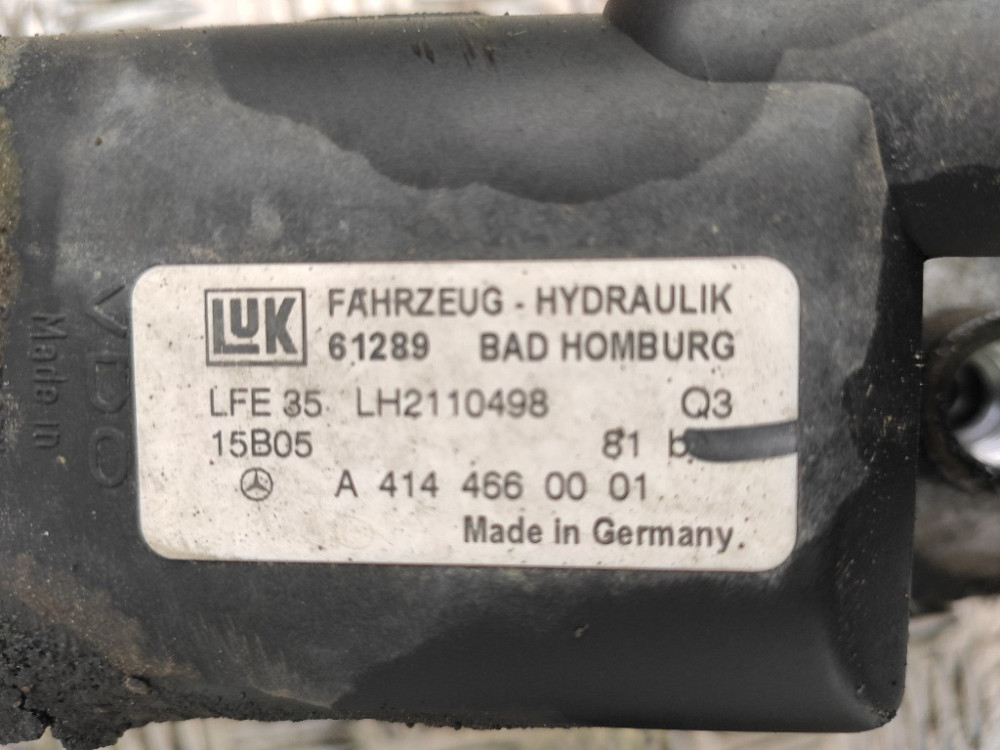 LUK FAHRZEUG - HYDRAULIK
61289 BAD HOMBURG
LFE 35 LH2110498 Q3
15B05 81 b
A 414 466 00 01
Made in Germany.
VDO
Made in